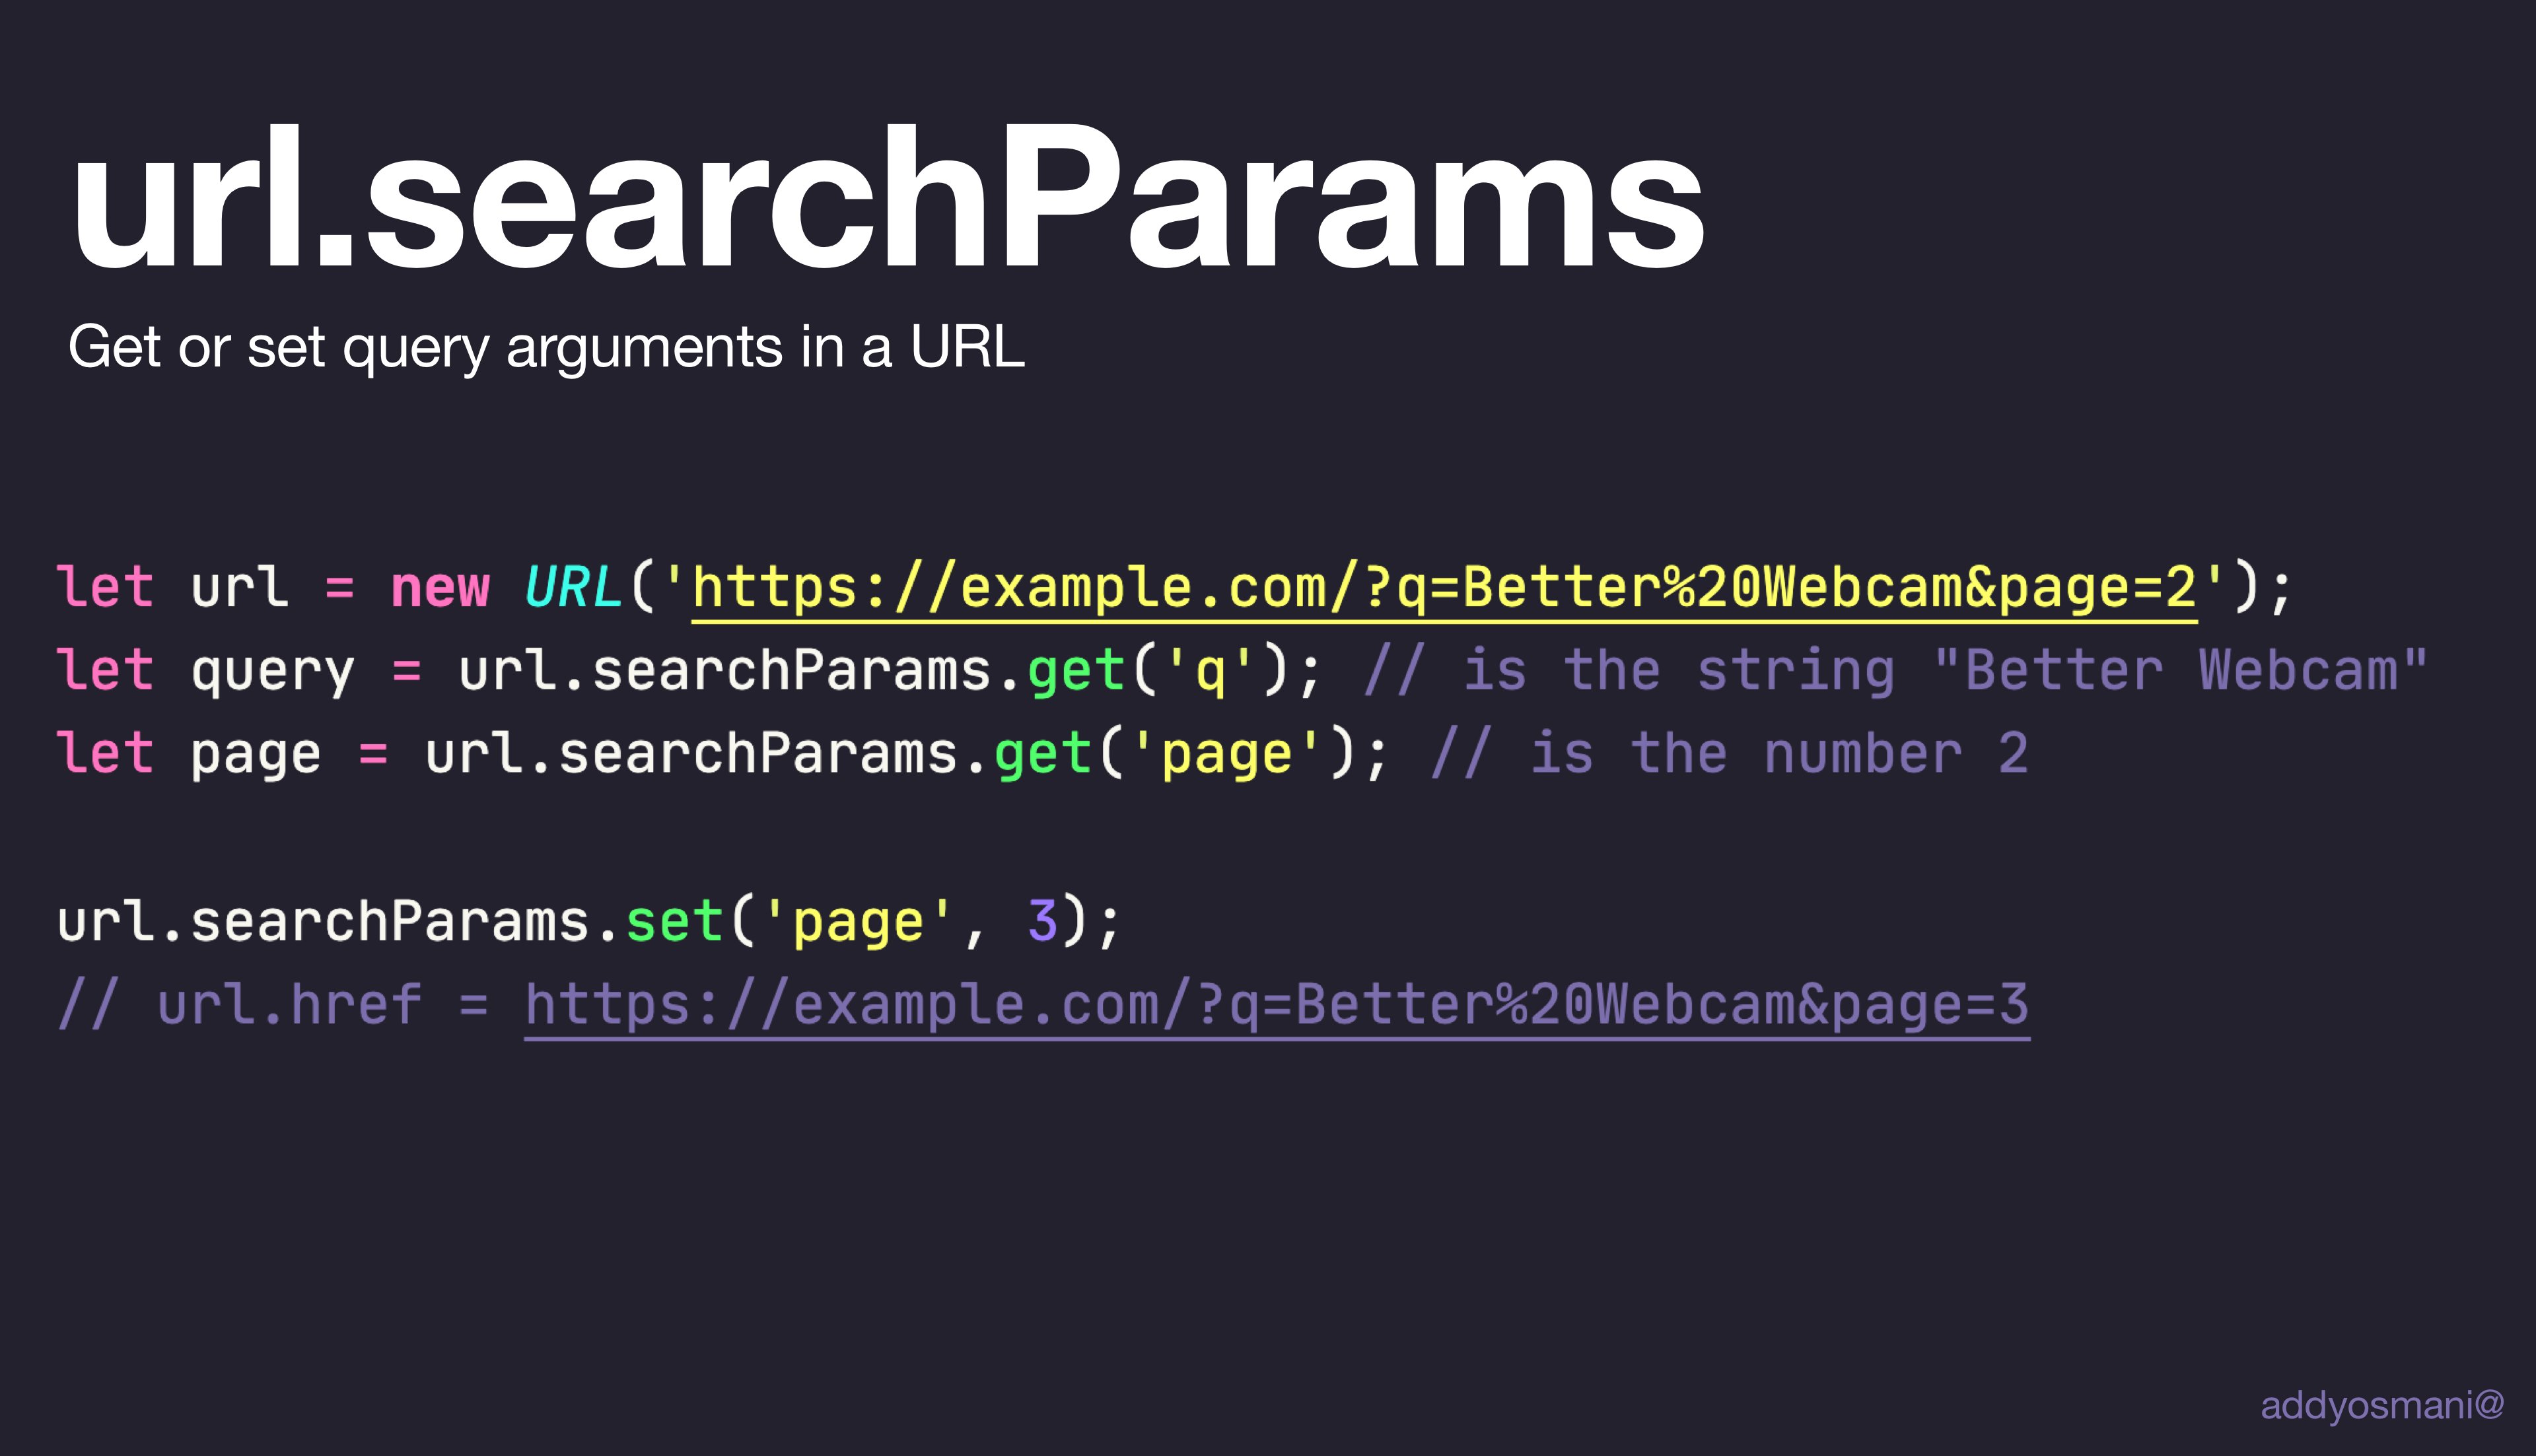 url.searchParams
Get or set query arguments in a URL
let url = new URL('https://example.com/?q=Better%20Webcam&page=2');
let query = url.searchParams.get('q'); // is the string "Better Webcam"
let page = url.searchParams.get('page'); // is the number 2
url.searchParams.set('page', 3);
// url.href = https://example.com/?q=Better%20Webcam&page=3
addyosmani@